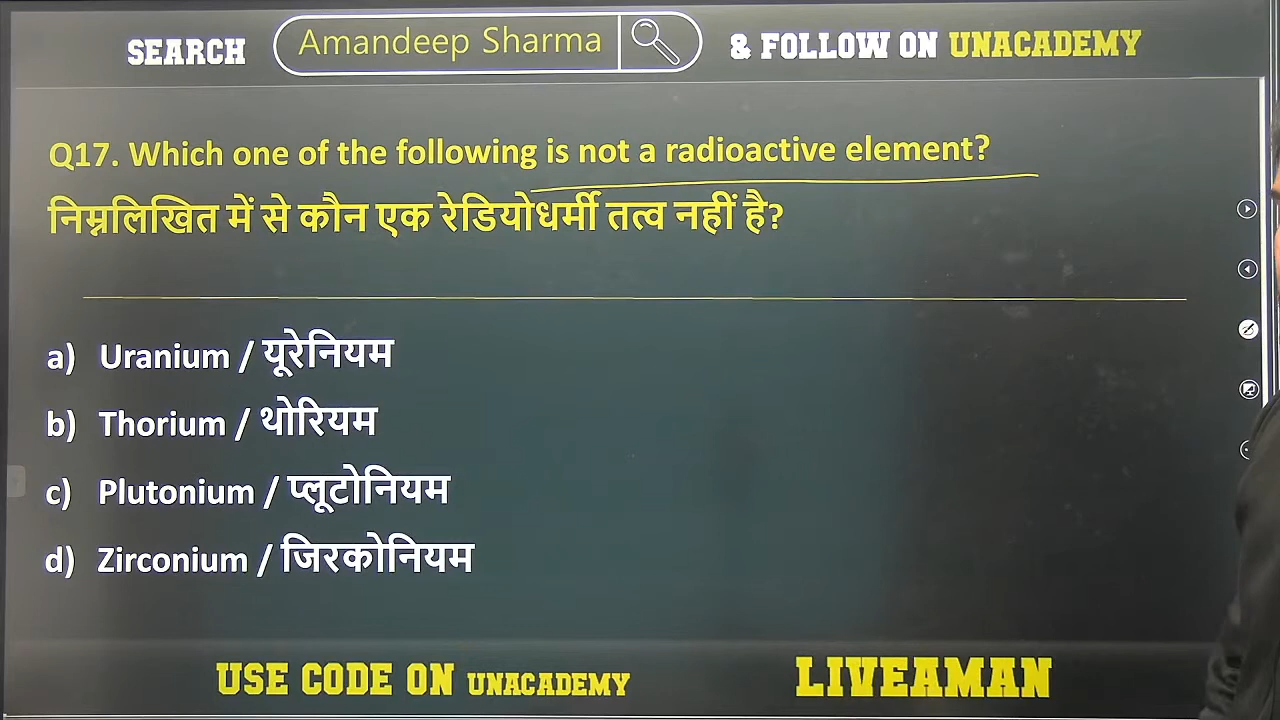 SEARCH Amandeep Sharma & FOLLOW ON UNACADEMY
Q17. Which one of the following is not a radioactive element?
निम्नलिखित में से कौन एक रेडियोधर्मी तत्व नहीं है?
a) Uranium / यूरेनियम
b) Thorium / थोरियम
c) Plutonium / प्लूटोनियम
d) Zirconium / जिरकोनियम
USE CODE ON UNACADEMY LIVEAMAN